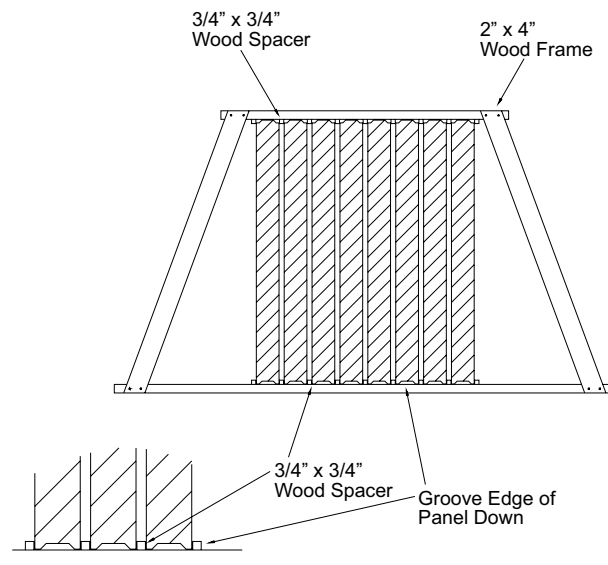 3/4” x 3/4”
Wood Spacer
2” x 4”
Wood Frame
3/4” x 3/4”
Wood Spacer
Groove Edge of
Panel Down